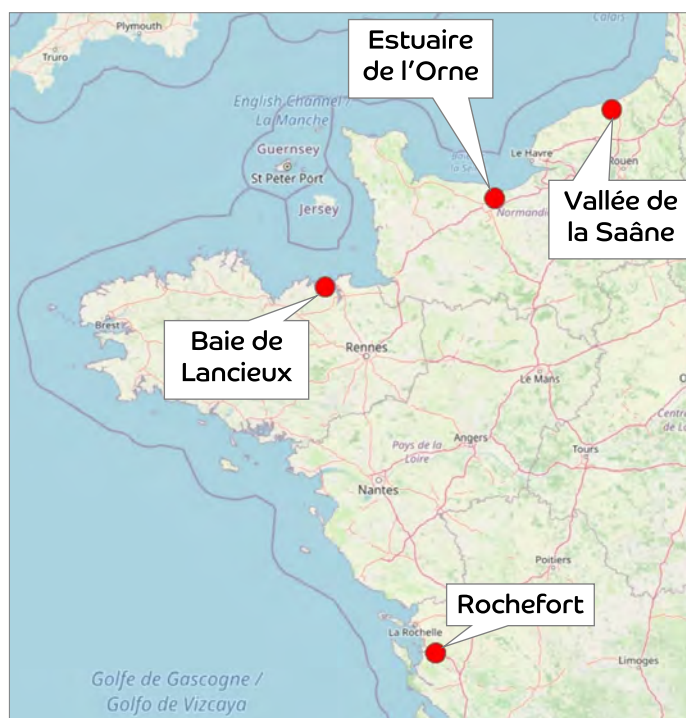 Calais
Plymouth
Truro
Estuaire
de l'Orne
English Channel /
La Manche
Guernsey
St Peter Port
Jersey
Le Havre
Rouen
Normandi
Vallée de
la Saâne
Brest
Baie de
Lancieux
Rennes
Le Mans
Angers
Pays de la
Loire
Tours
Nantes
Poitiers
Rochefort
La Rochelle
Limoges
Golfe de Gascogne /
Golfo de Vizcaya